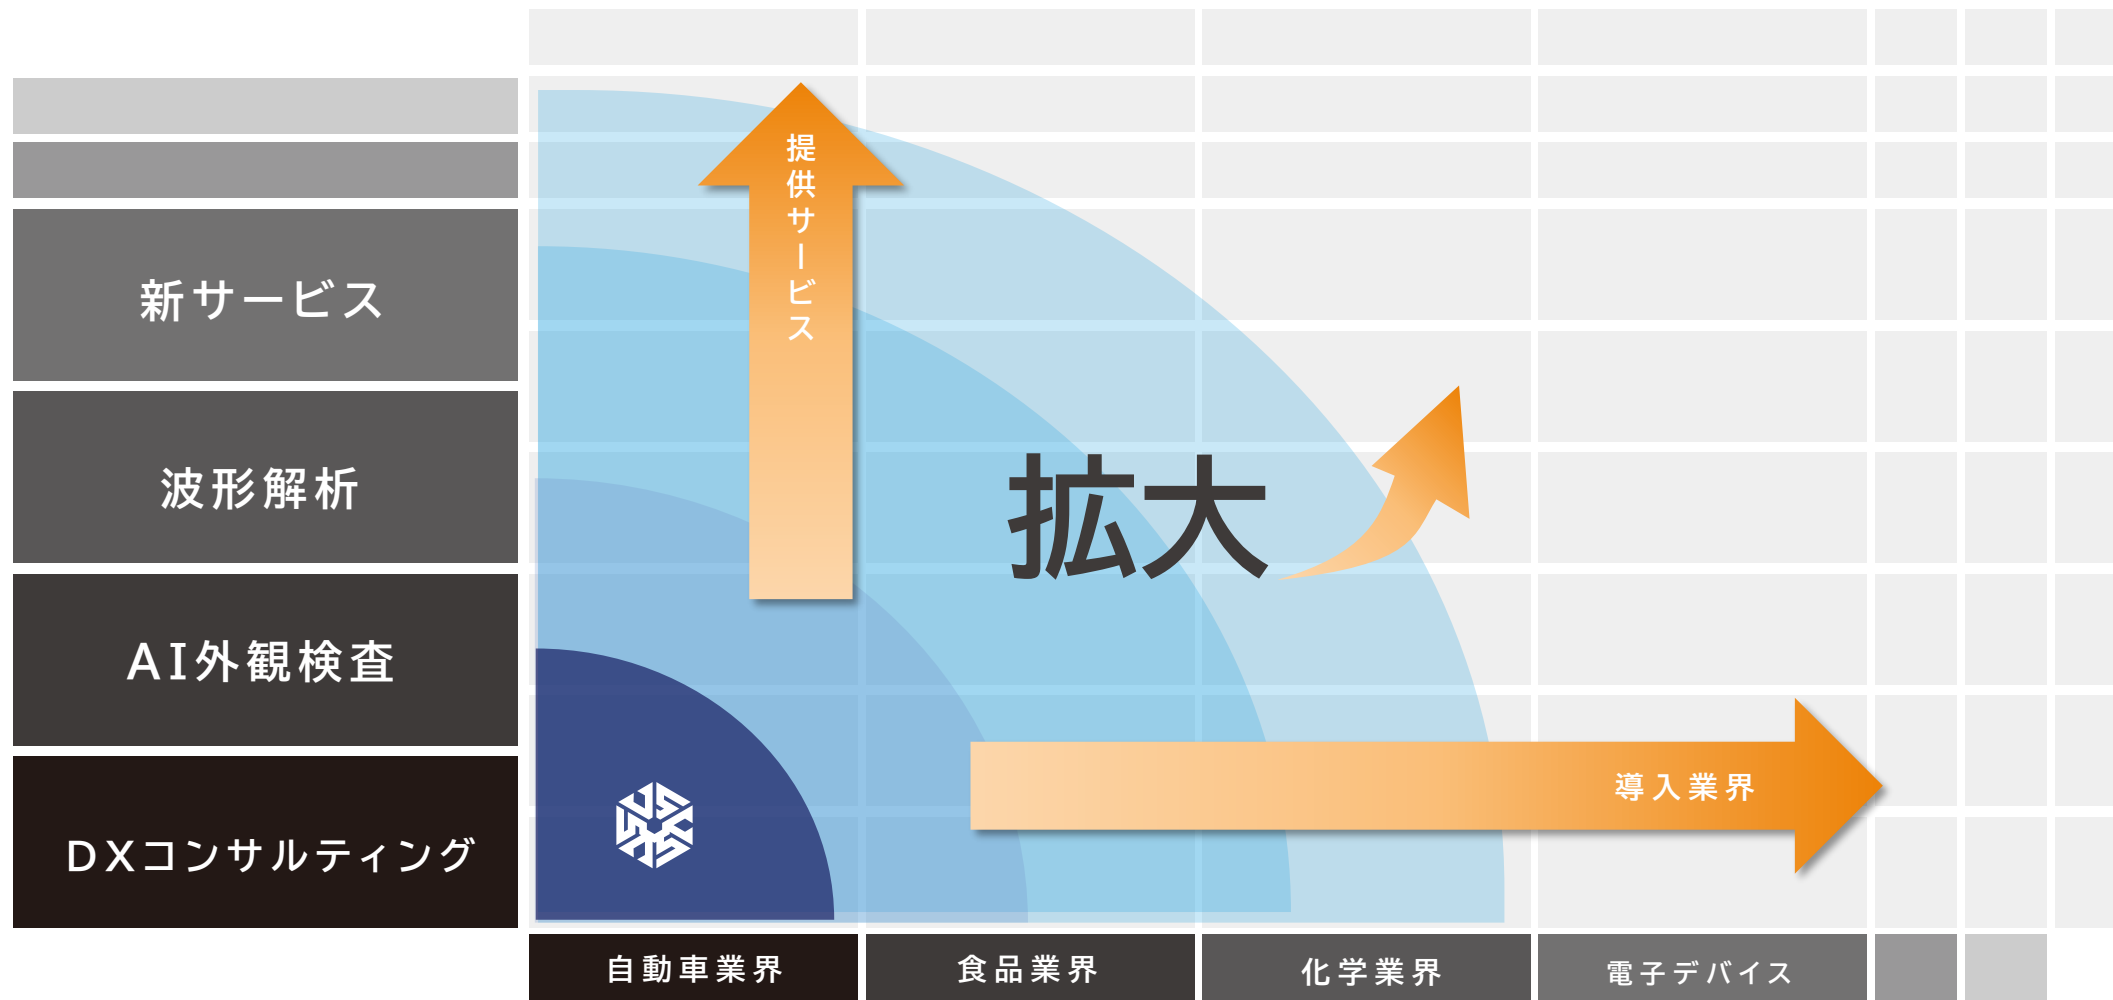 提供サービス
新サービス
波形解析
拡大
AI外観検査
導入業界
DXコンサルティング
自動車業界
食品業界
化学業界
電子デバイス